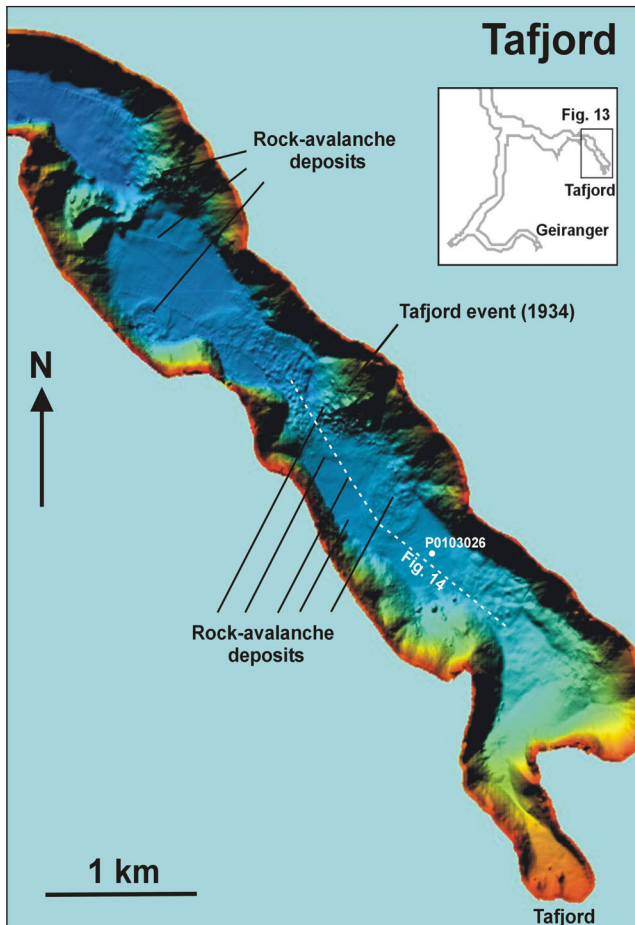 Tafjord
Fig. 13
Tafjord
Geiranger
Rock-avalanche
deposits
Tafjord event (1934)
N
P0103026
Fig. 14
Rock-avalanche
deposits
1 km
Tafjord